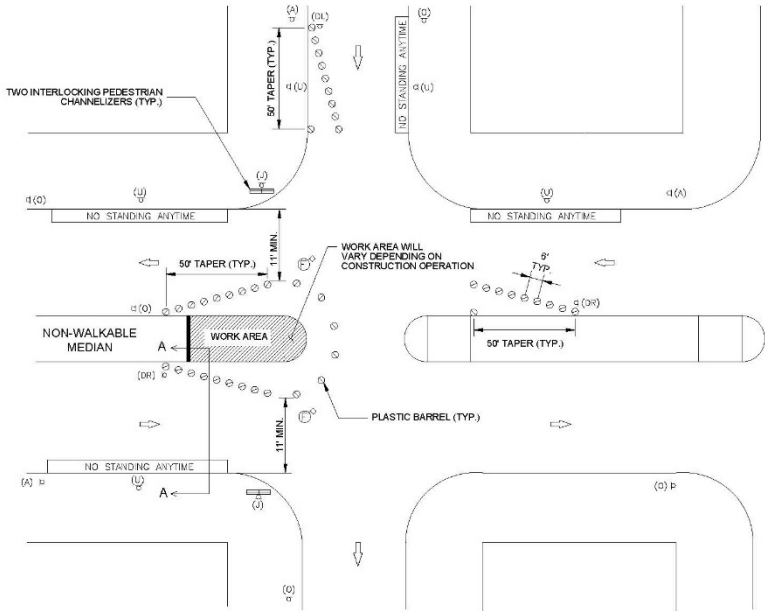 (A)
(DL)
(O)
50' TAPER (TYP.)
(U)
NO STANDING ANYTIME
(U)
TWO INTERLOCKING PEDESTRIAN
CHANNELIZERS (TYP.)
(J)
(O)
(U)
(U)
(A)
NO STANDING ANYTIME
NO STANDING ANYTIME
11' MIN.
WORK AREA WILL
VARY DEPENDING ON
CONSTRUCTION OPERATION
50' TAPER (TYP.)
6'
TYP.
(O)
(DR)
NON-WALKABLE
MEDIAN
A
WORK AREA
50' TAPER (TYP.)
(DR)
PLASTIC BARREL (TYP.)
11' MIN.
NO STANDING ANYTIME
(A)
(U)
A
(J)
(O)
(O)